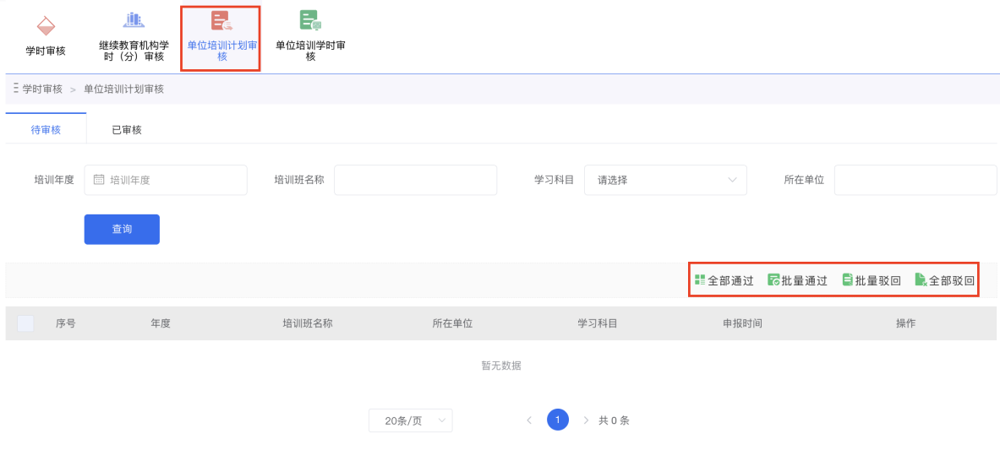 学时审核
继续教育机构学
时（分）审核
单位培训计划审
核
单位培训学时审
核
学时审核 > 单位培训计划审核
待审核 已审核
培训年度 培训年度 培训班名称 学习科目 请选择 所在单位
查询
全部通过 批量通过 批量驳回 全部驳回
序号 年度 培训班名称 所在单位 学习科目 申报时间 操作
暂无数据
20条/页 < 1 > 共 0 条